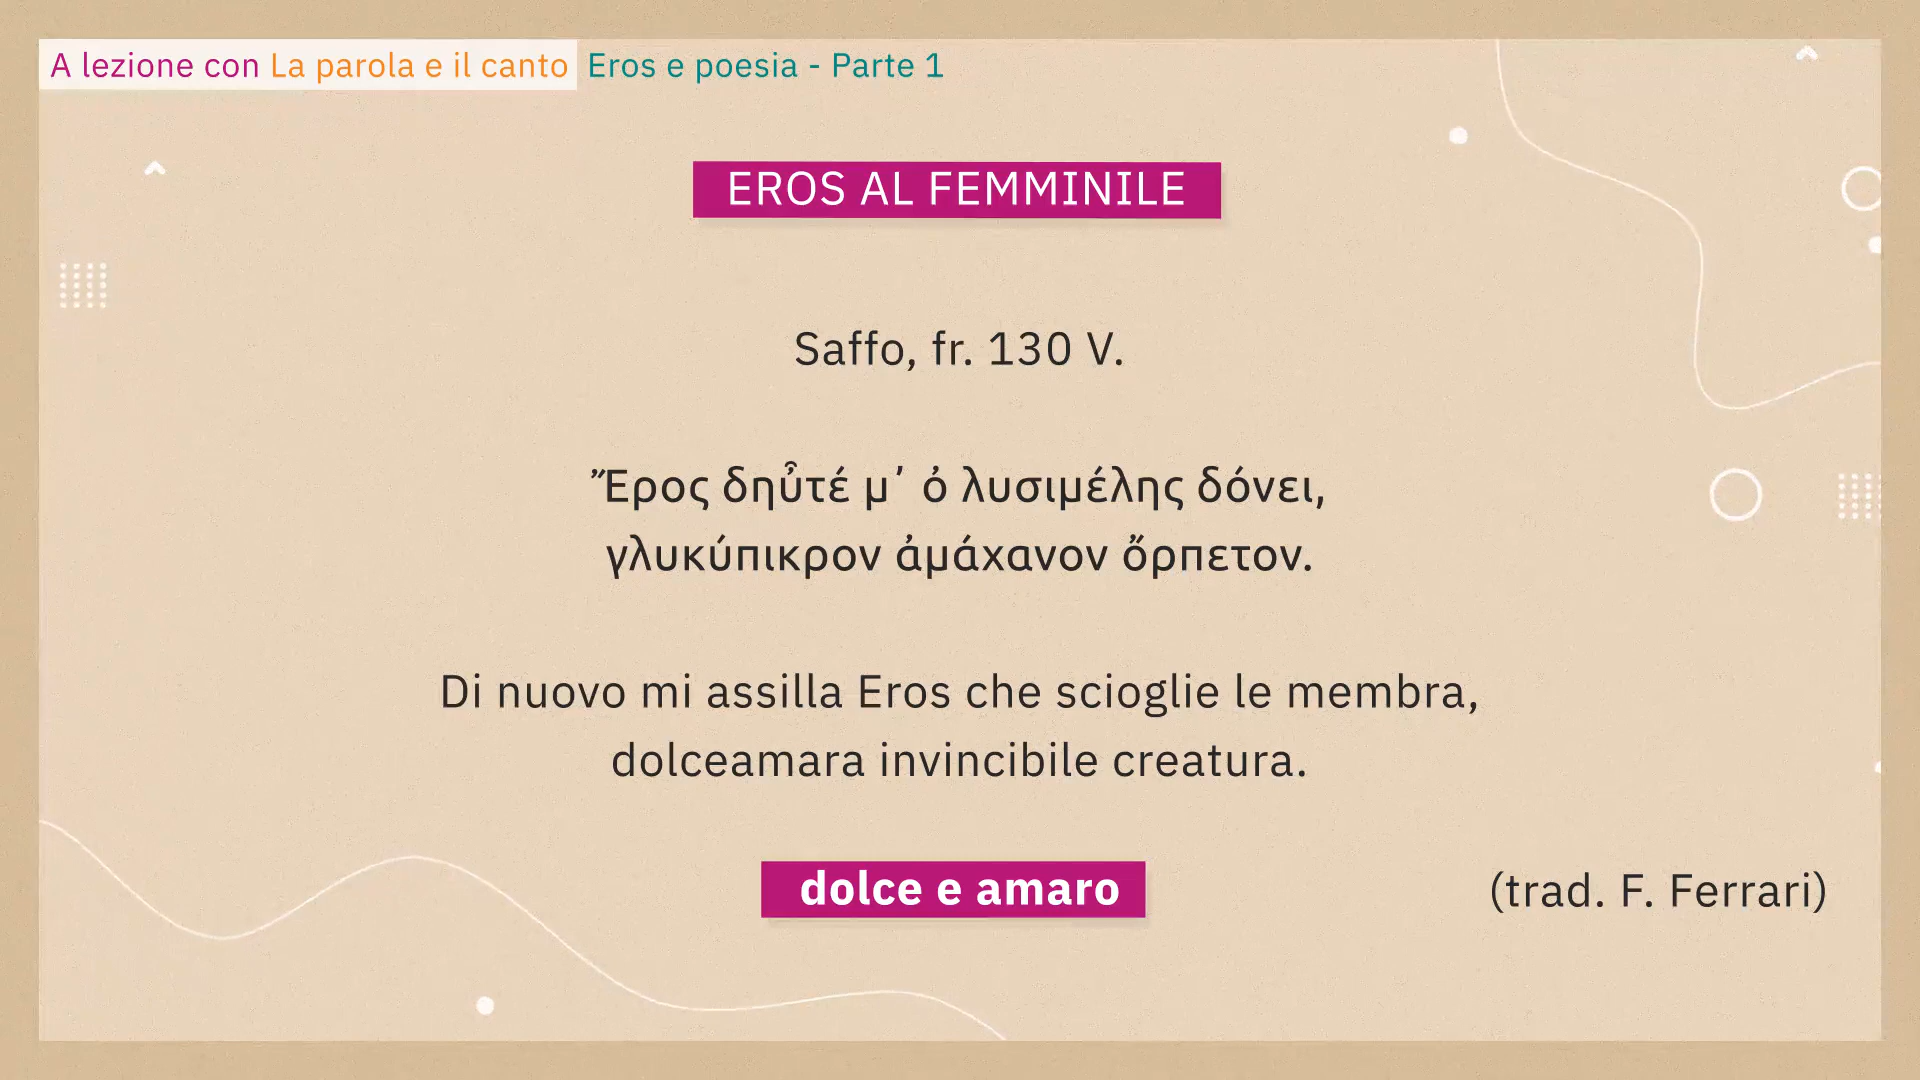 A lezione con La parola e il canto Eros e poesia - Parte 1
EROS AL FEMMINILE
Saffo, fr. 130 V.
Ἔρος δηὖτέ μ᾿ ὀ λυσιμέλης δόνει,
γλυκύπικρον ἀμάχανον ὄρπετον.
Di nuovo mi assilla Eros che scioglie le membra,
dolceamara invincibile creatura.
dolce e amaro
(trad. F. Ferrari)